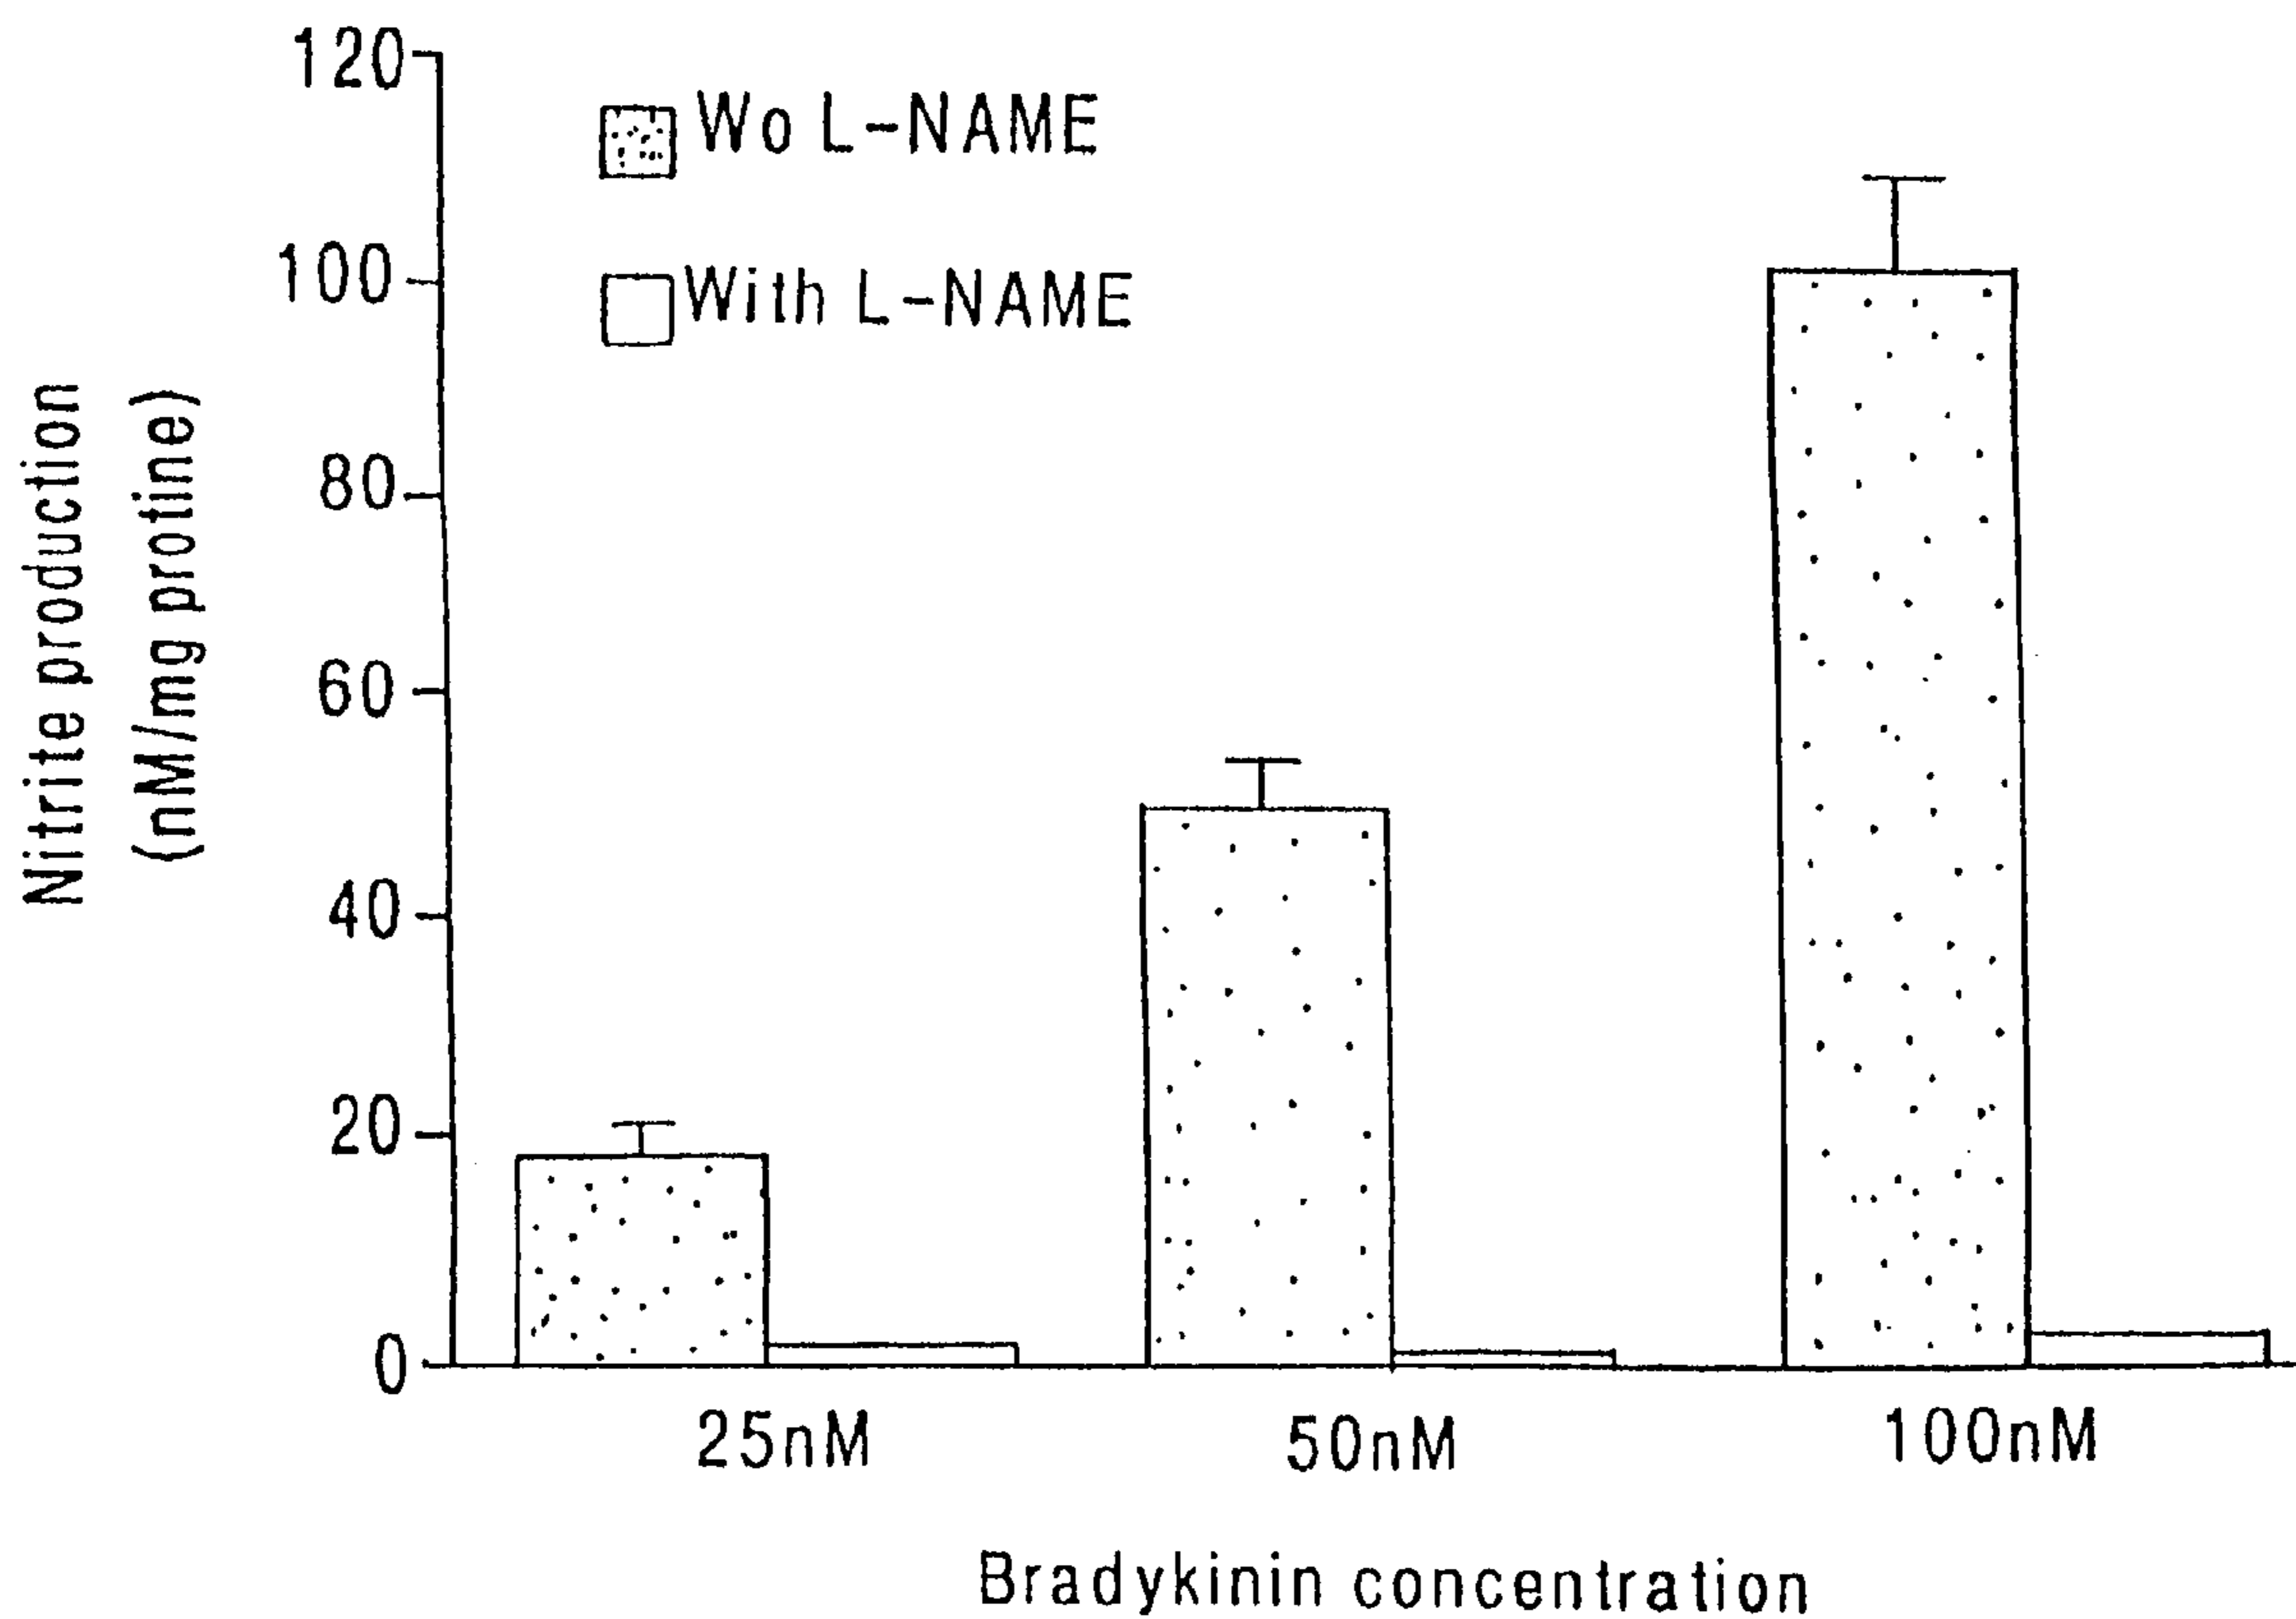 120
100
80
60
40
20
0
Nitrite production
(nM/mg protine)
Wo L-NAME
With L-NAME
25nM
50nM
100nM
Bradykinin concentration